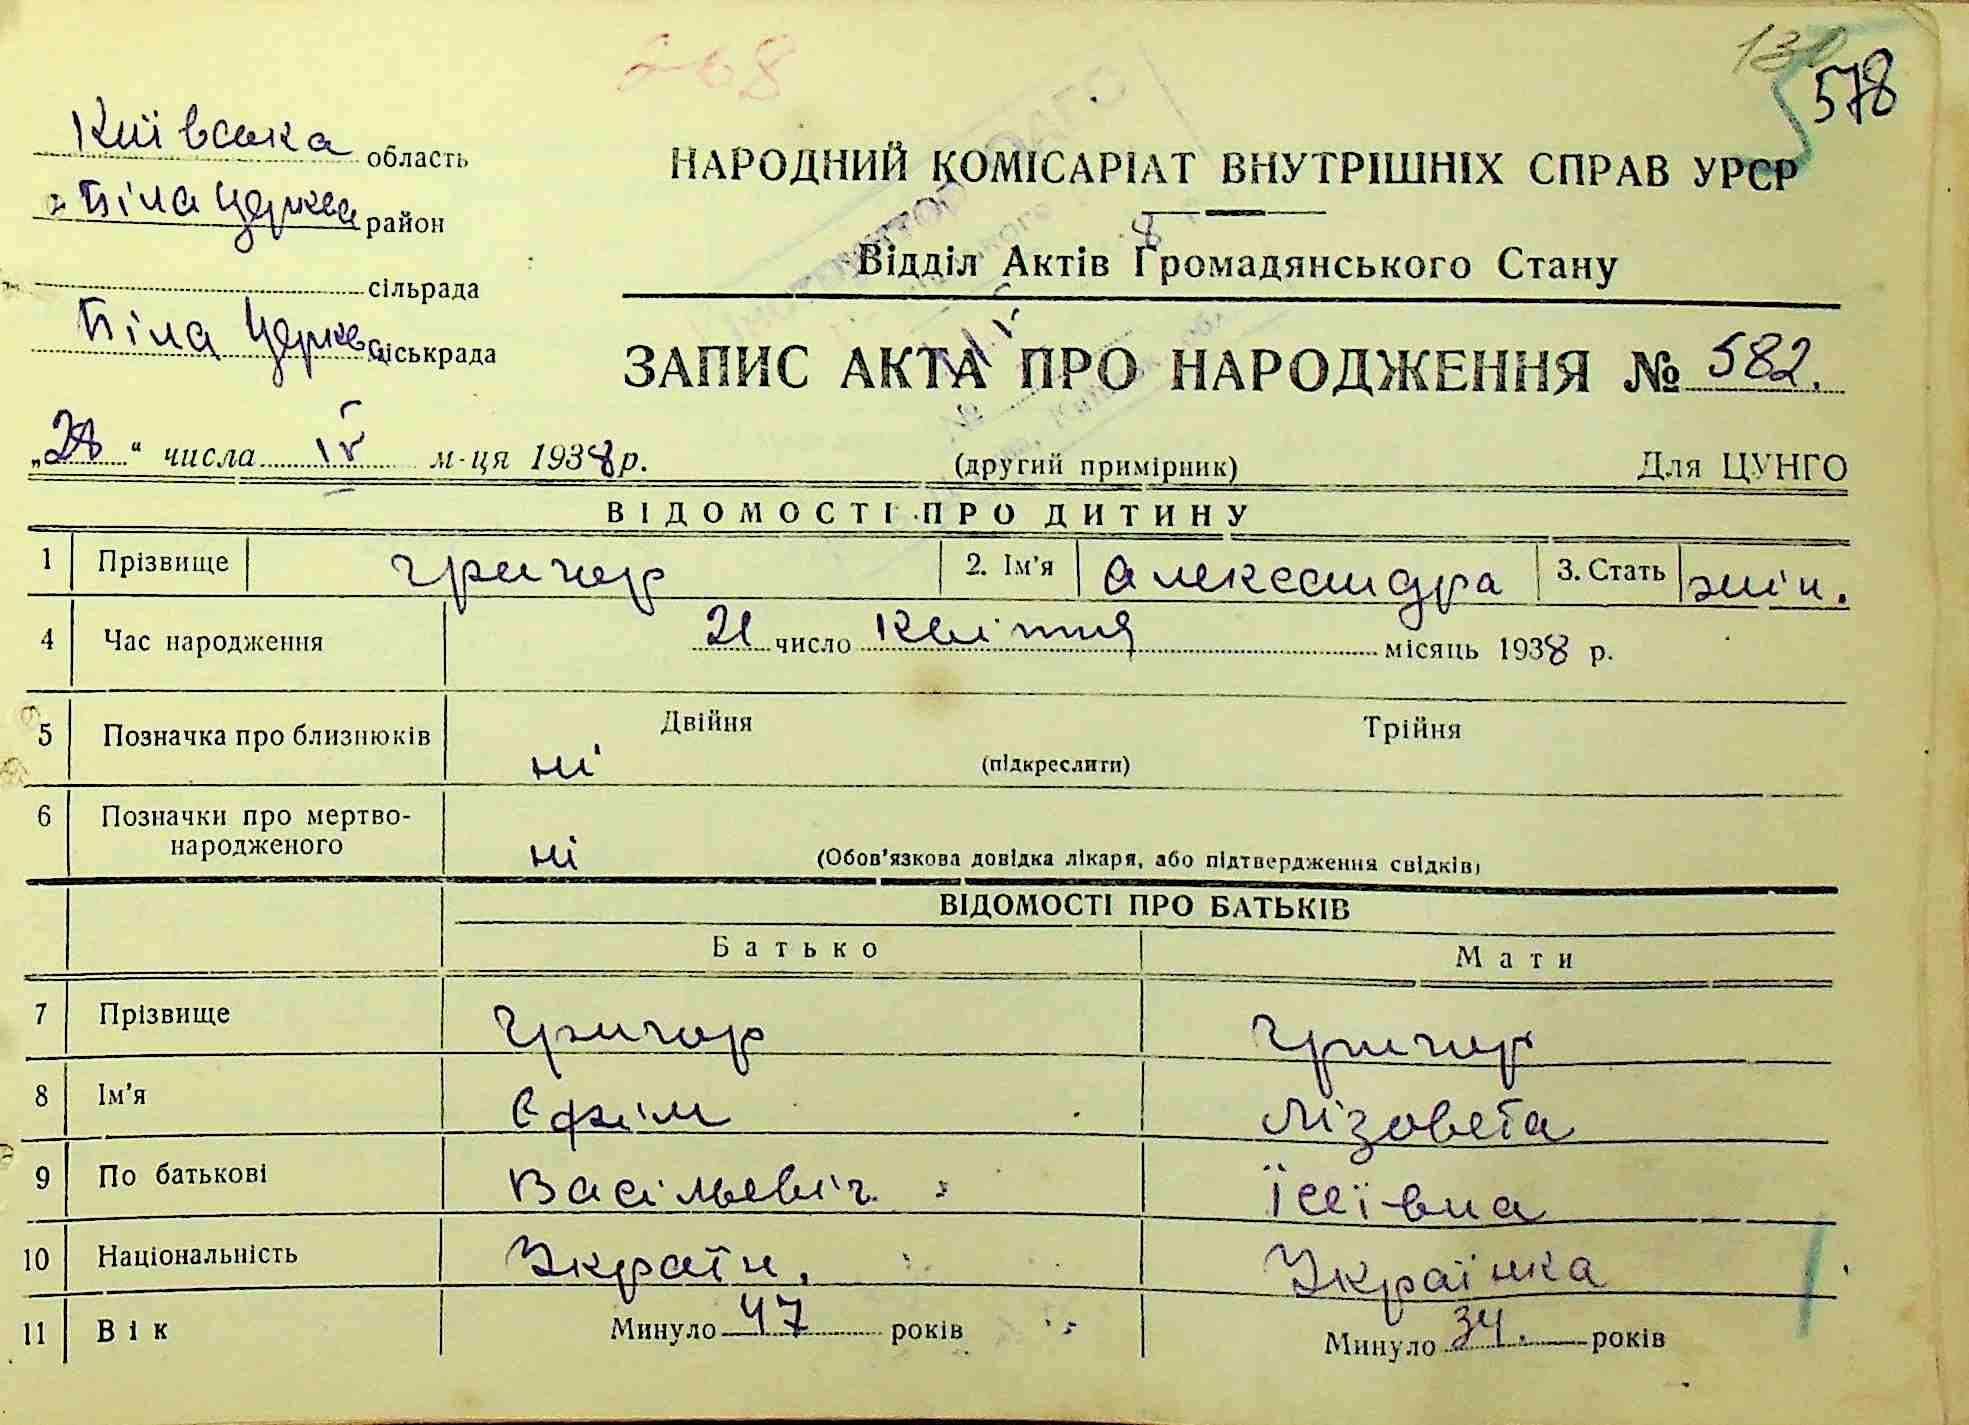 268
578
Київська область
Біла Церква район
сільрада
Біла Церква міськрада
НАРОДНИЙ КОМІСАРІАТ ВНУТРІШНІХ СПРАВ УРСР
Відділ Актів Громадянського Стану
ЗАПИС АКТА ПРО НАРОДЖЕННЯ № 582.
„28“ числа IV м-ця 1938 р. (другий примірник) Для ЦУНГО
ВІДОМОСТІ ПРО ДИТИНУ
1 Прізвище Григор 2. Ім'я Александра 3. Стать жін.
4 Час народження 21 число Квітня місяць 1938 р.
5 Позначка про близнюків ні Двійня Трійня
(підкреслити)
6 Позначки про мертво-
народженого ні (Обов'язкова довідка лікаря, або підтвердження свідків)
ВІДОМОСТІ ПРО БАТЬКІВ
Батько Мати
7 Прізвище Григор Григор
8 Ім'я Єфім Лізовета
9 По батькові Васільевіч Їсеївна
10 Національність Україн. Українка
11 Вік Минуло 47 років Минуло 34. років